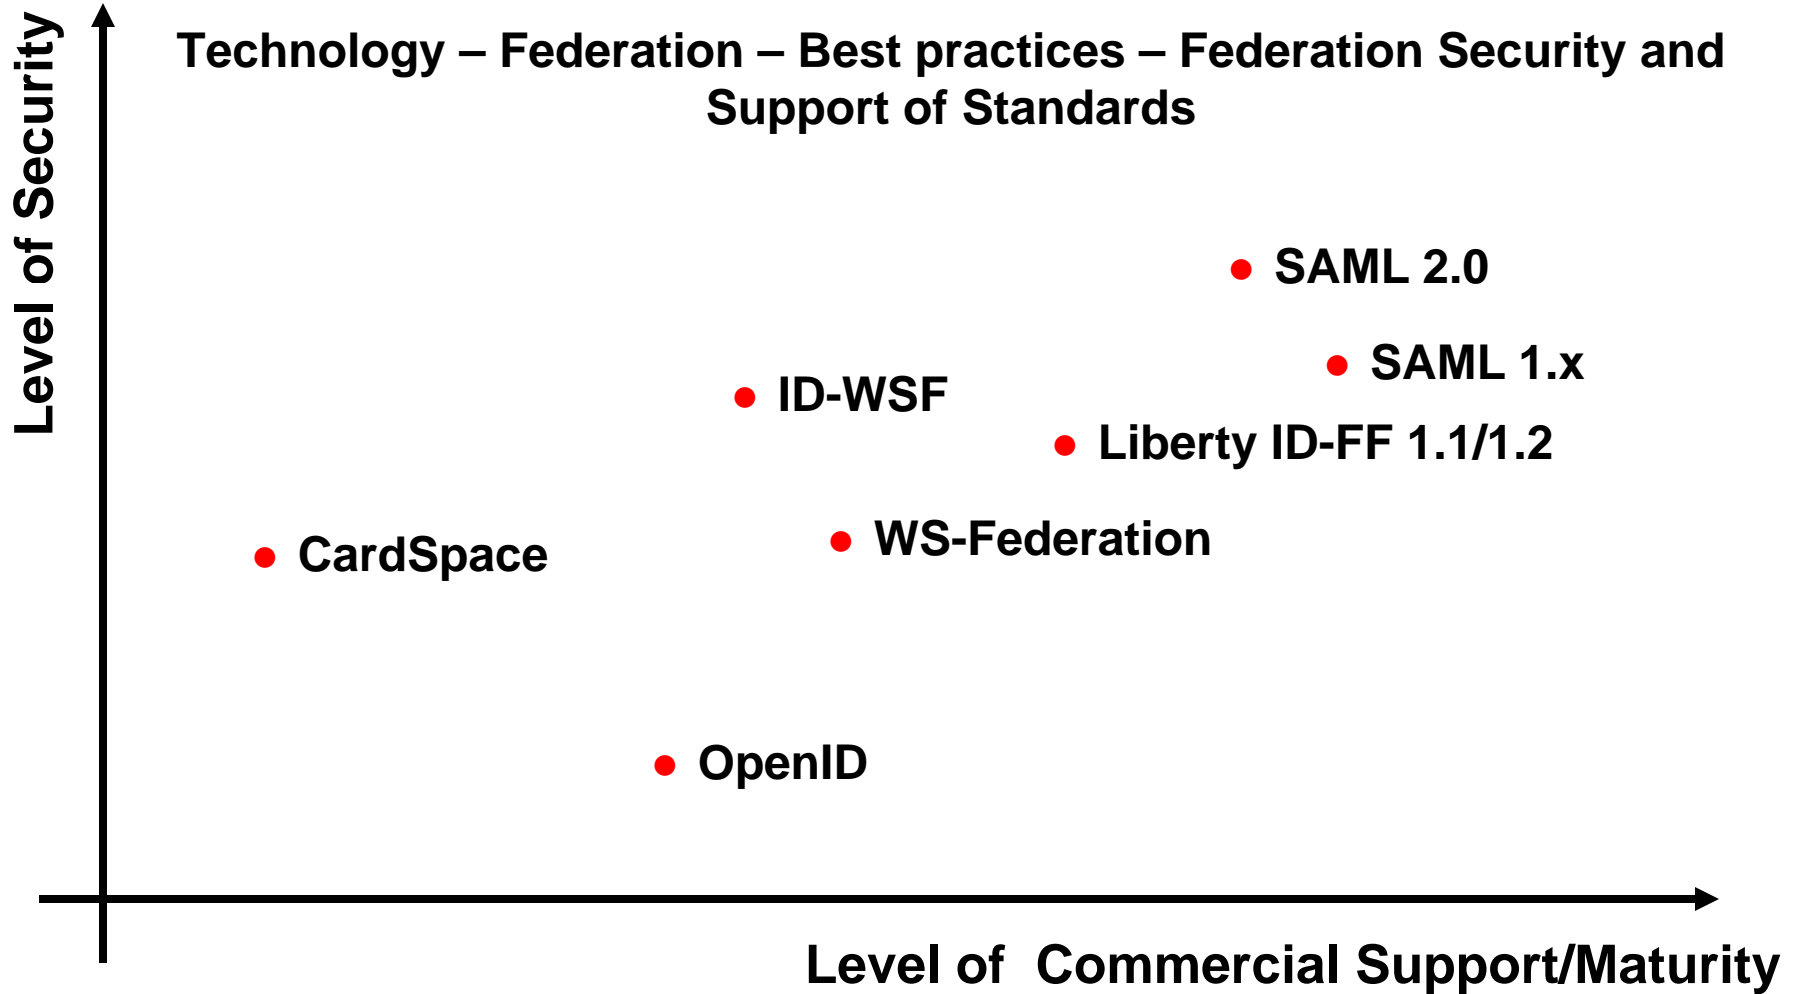 Level of Security
Technology – Federation – Best practices – Federation Security and
Support of Standards
SAML 2.0
SAML 1.x
ID-WSF
Liberty ID-FF 1.1/1.2
WS-Federation
CardSpace
OpenID
Level of  Commercial Support/Maturity